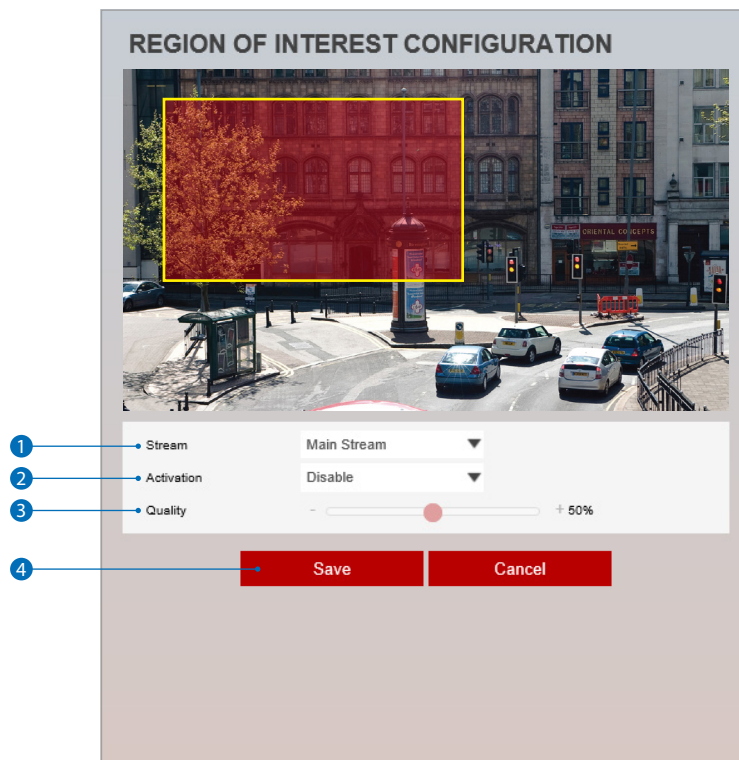 REGION OF INTEREST CONFIGURATION
ORIENTAL CONCEPTS
1 Stream Main Stream
2 Activation Disable
3 Quality - + 50%
4 Save Cancel